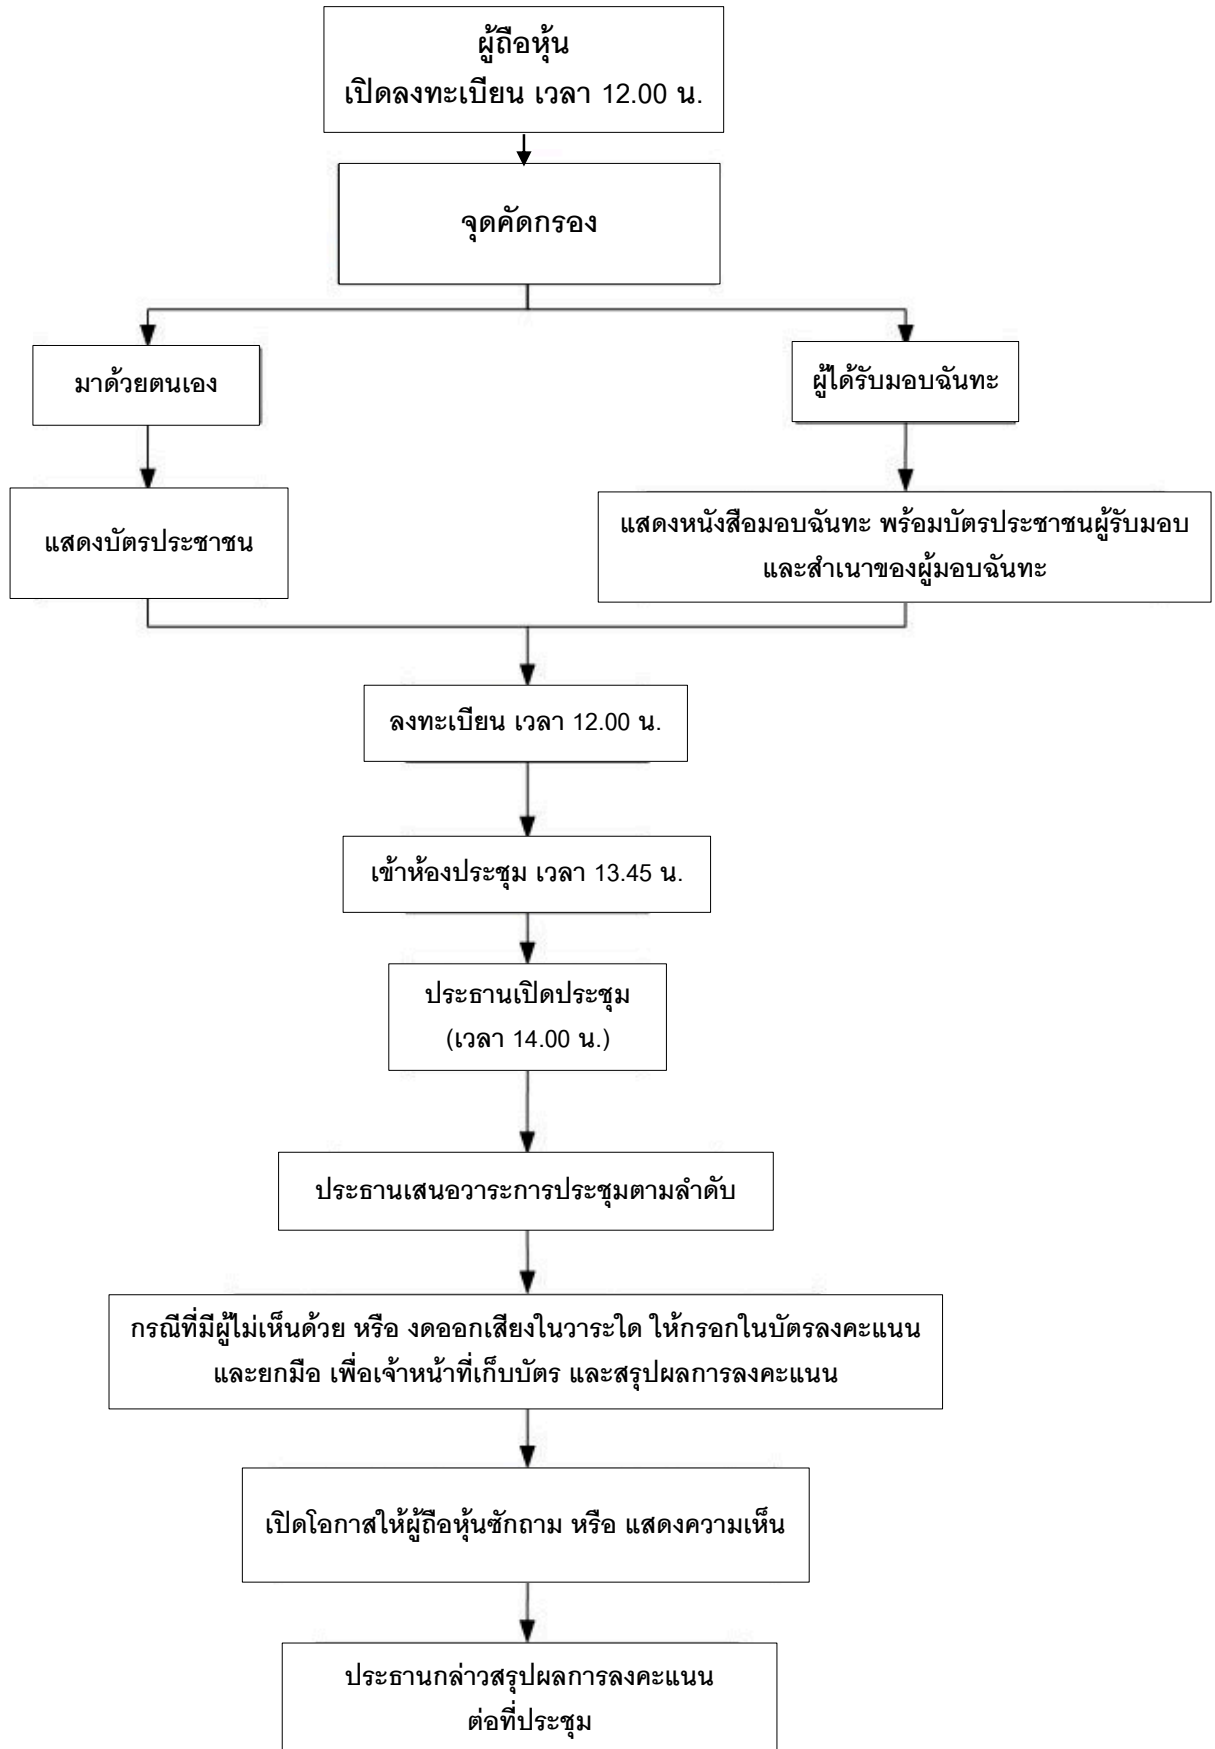 ผู้ถือหุ้น
เปิดลงทะเบียน เวลา 12.00 น.
จุดคัดกรอง
มาด้วยตนเอง
ผู้ได้รับมอบฉันทะ
แสดงบัตรประชาชน
แสดงหนังสือมอบฉันทะ พร้อมบัตรประชาชนผู้รับมอบ
และสำเนาของผู้มอบฉันทะ
ลงทะเบียน เวลา 12.00 น.
เข้าห้องประชุม เวลา 13.45 น.
ประธานเปิดประชุม
(เวลา 14.00 น.)
ประธานเสนอวาระการประชุมตามลำดับ
กรณีที่มีผู้ไม่เห็นด้วย หรือ งดออกเสียงในวาระใด ให้กรอกในบัตรลงคะแนน
และยกมือ เพื่อเจ้าหน้าที่เก็บบัตร และสรุปผลการลงคะแนน
เปิดโอกาสให้ผู้ถือหุ้นซักถาม หรือ แสดงความเห็น
ประธานกล่าวสรุปผลการลงคะแนน
ต่อที่ประชุม